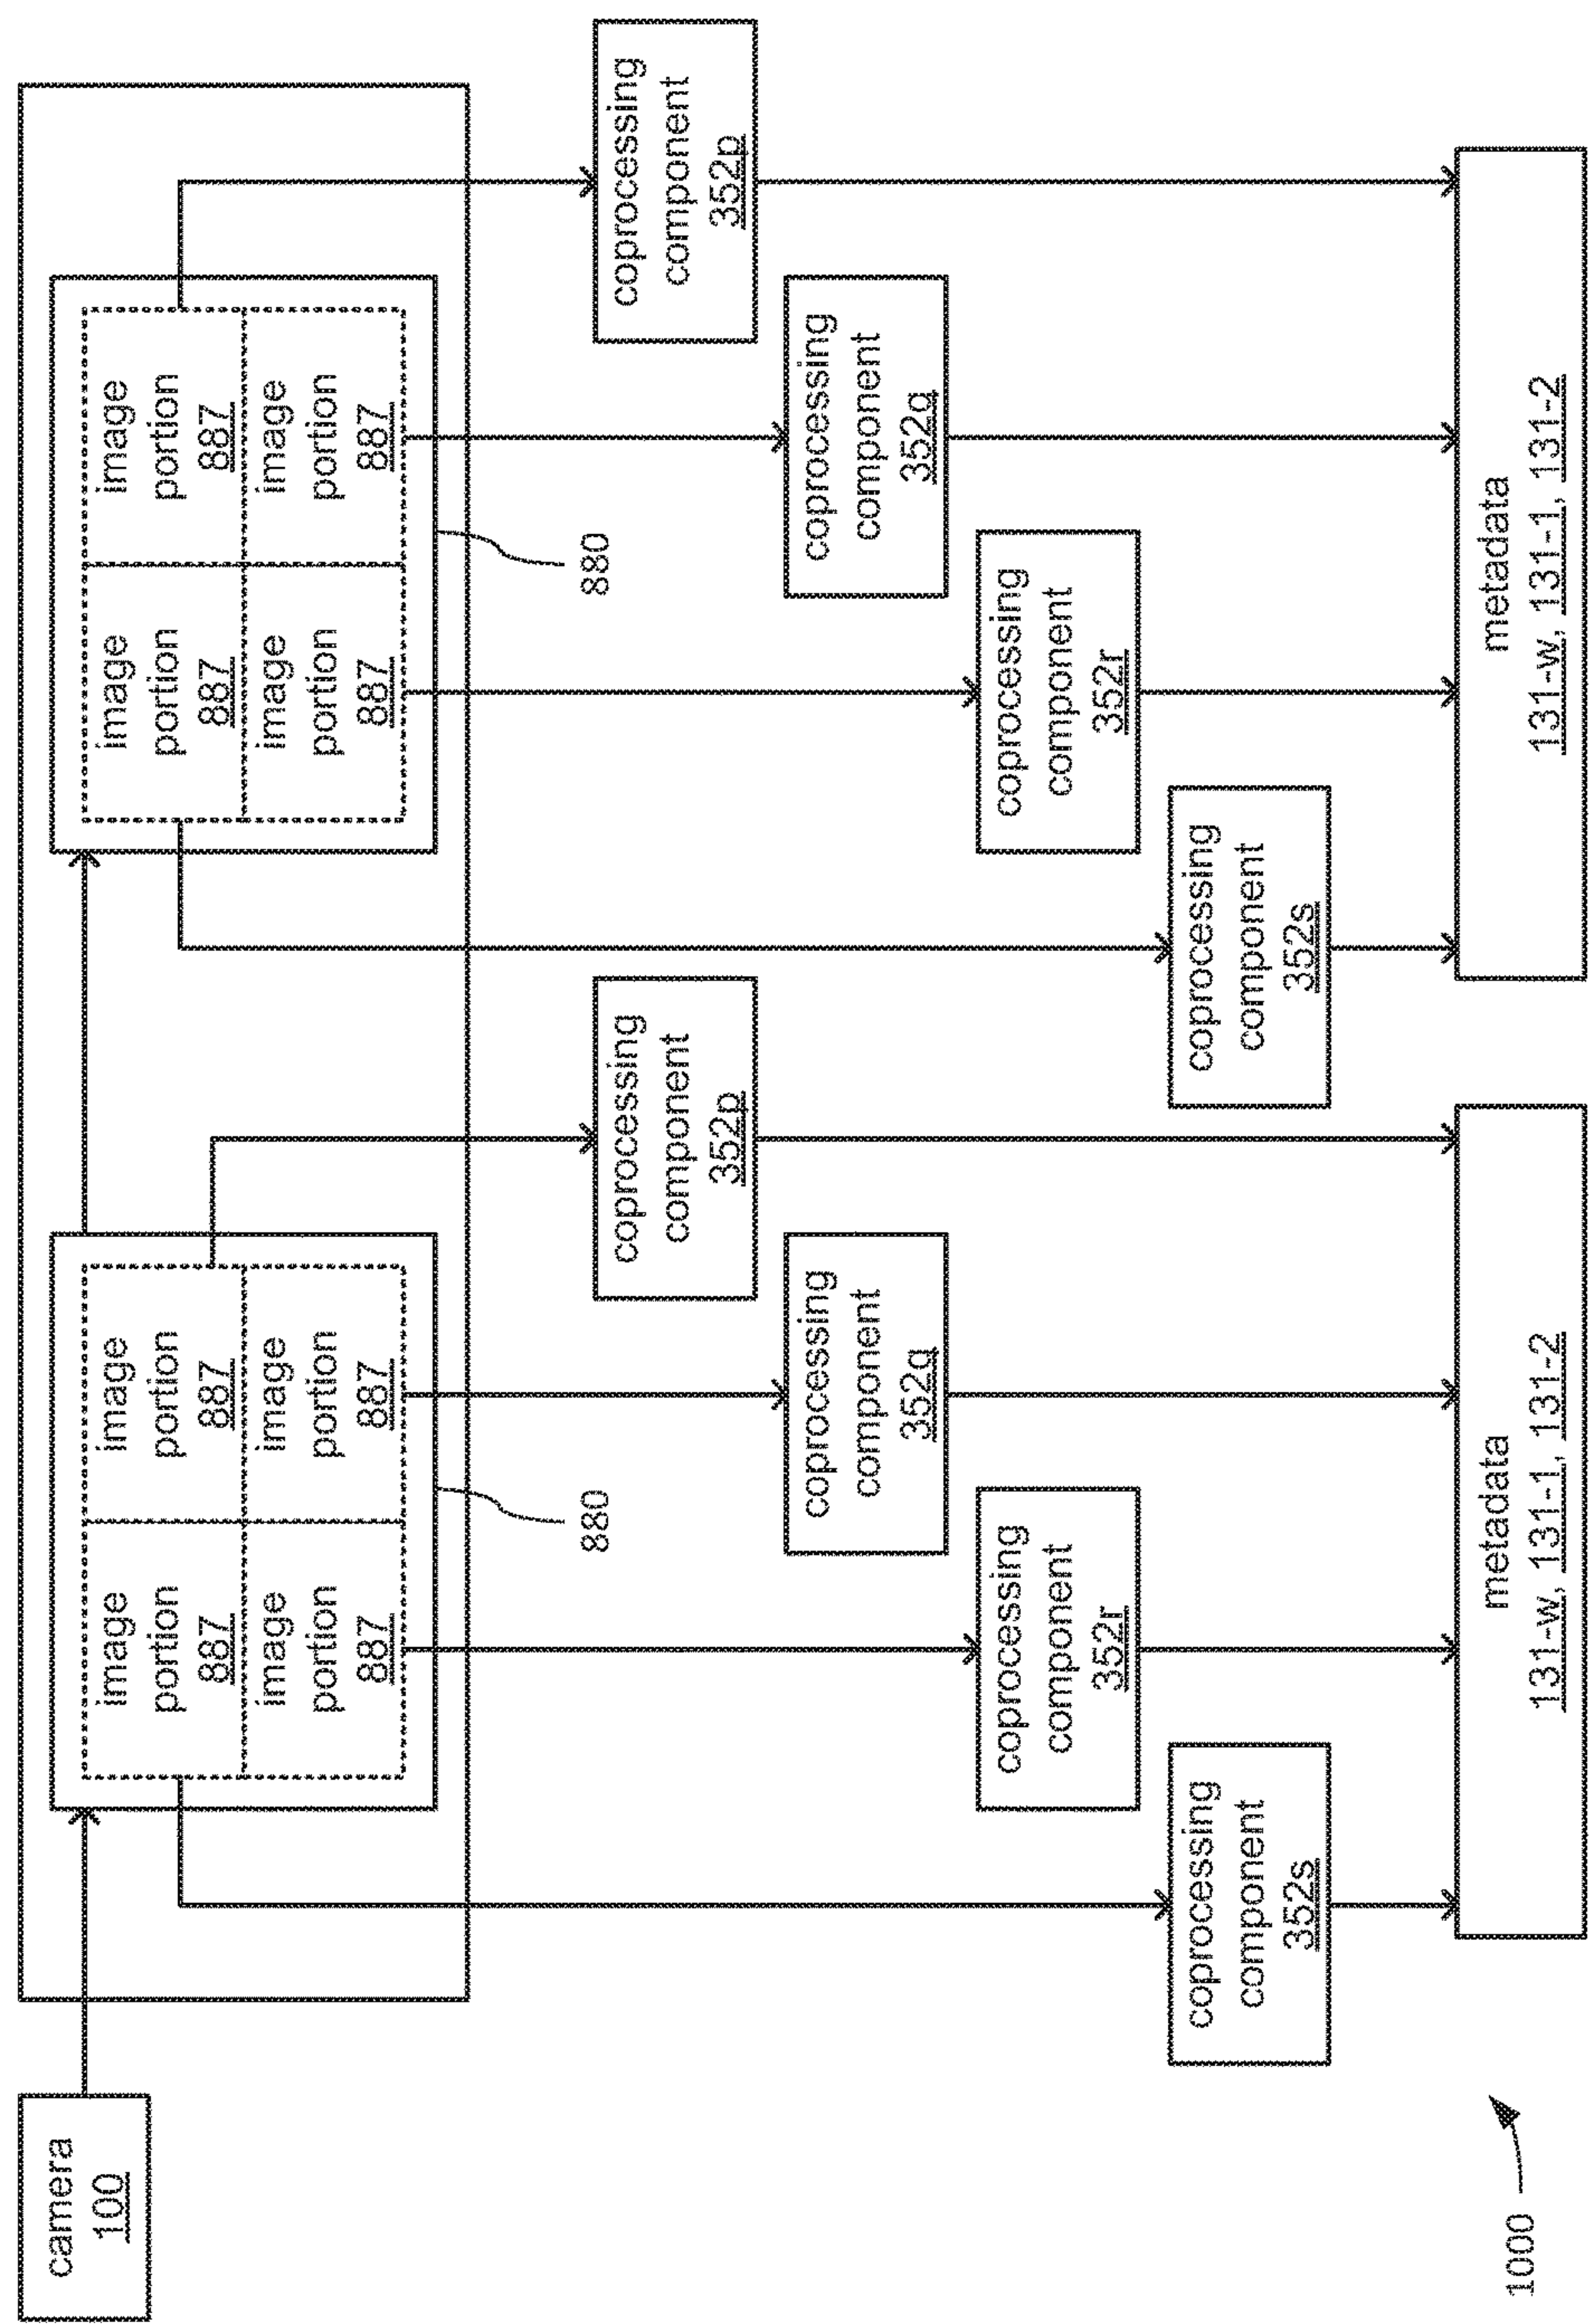 camera
100
image
portion
887
image
portion
887
image
portion
887
image
portion
887
880
image
portion
887
image
portion
887
image
portion
887
image
portion
887
880
coprocessing
component
352p
coprocessing
component
352p
coprocessing
component
352q
coprocessing
component
352q
coprocessing
component
352r
coprocessing
component
352r
coprocessing
component
352s
coprocessing
component
352s
metadata
131-w, 131-1, 131-2
metadata
131-w, 131-1, 131-2
1000